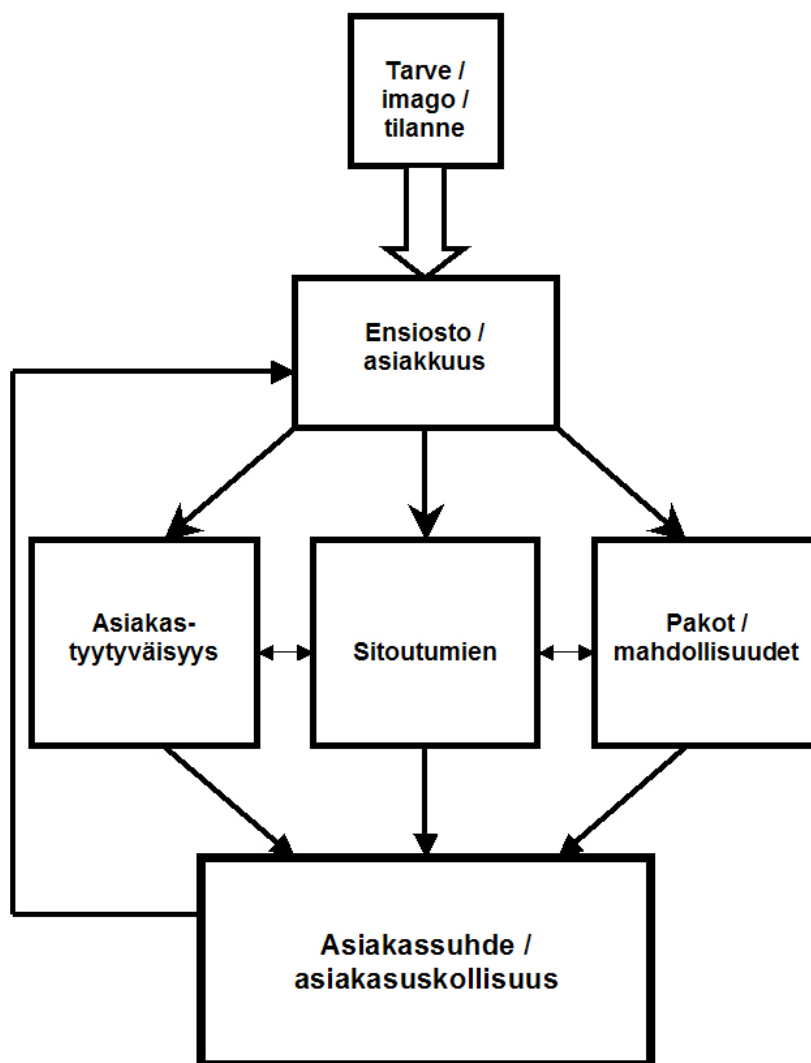 Tarve /
imago /
tilanne
Ensiosto /
asiakkuus
Asiakas-
tyytyväisyys
Sitoutumien
Pakot /
mahdollisuudet
Asiakassuhde /
asiakasuskollisuus